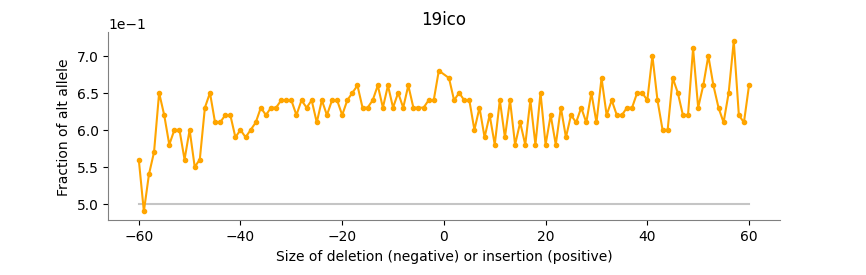 19ico
1e−1
7.0
6.5
6.0
5.5
5.0
Fraction of alt allele
−60 −40 −20 0 20 40 60
Size of deletion (negative) or insertion (positive)